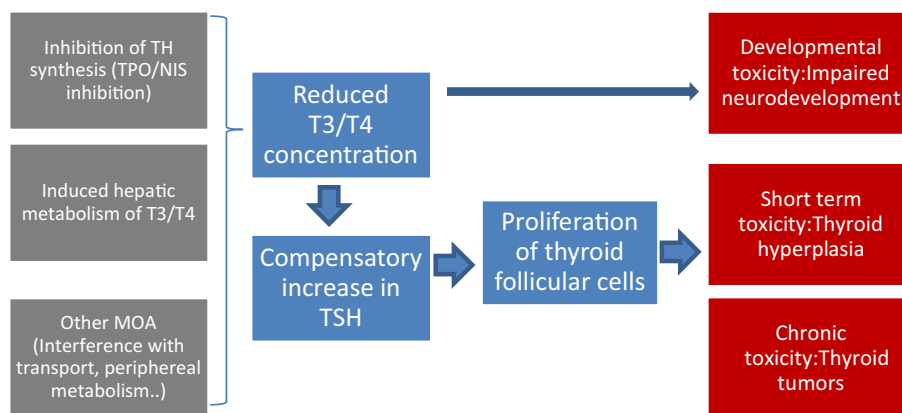 Inhibition of TH
synthesis (TPO/NIS
inhibition)
Induced hepatic
metabolism of T3/T4
Other MOA
(Interference with
transport, periphereal
metabolism..)
Reduced
T3/T4
concentration
Compensatory
increase in
TSH
Proliferation
of thyroid
follicular cells
Developmental
toxicity:Impaired
neurodevelopment
Short term
toxicity:Thyroid
hyperplasia
Chronic
toxicity:Thyroid
tumors